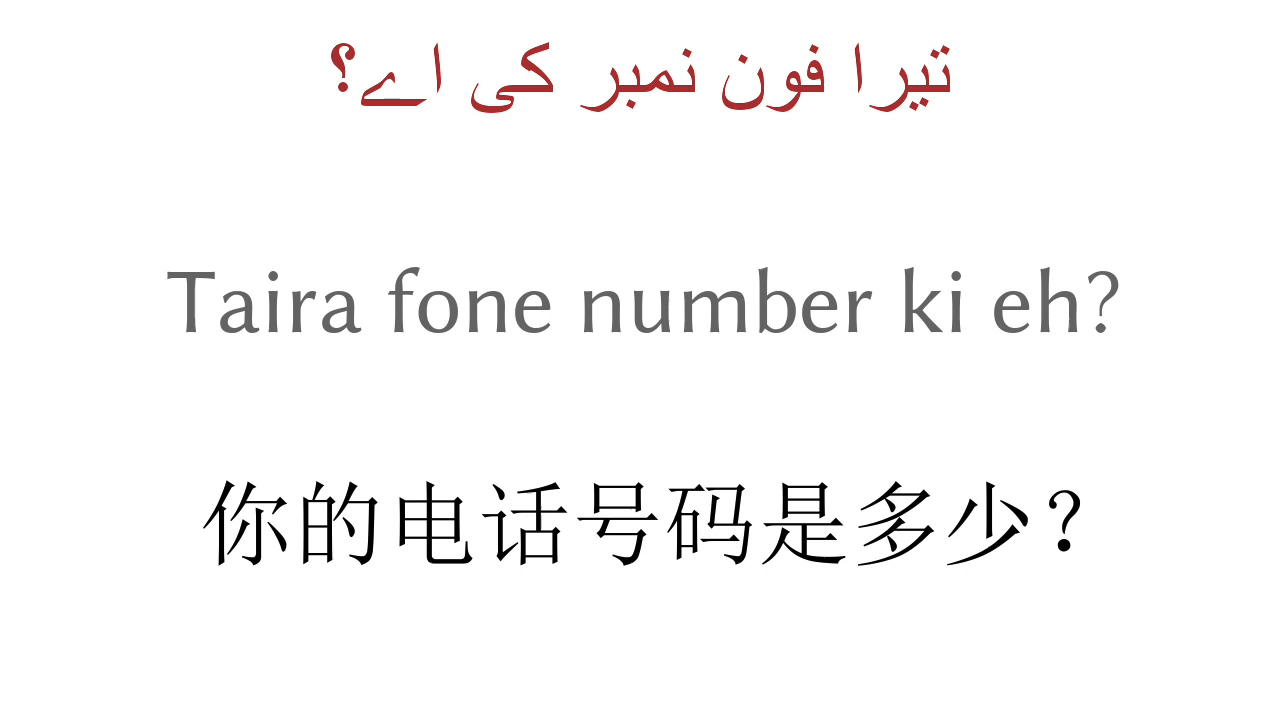 تیرا فون نمبر کی اے؟
Taira fone number ki eh?
你的电话号码是多少？